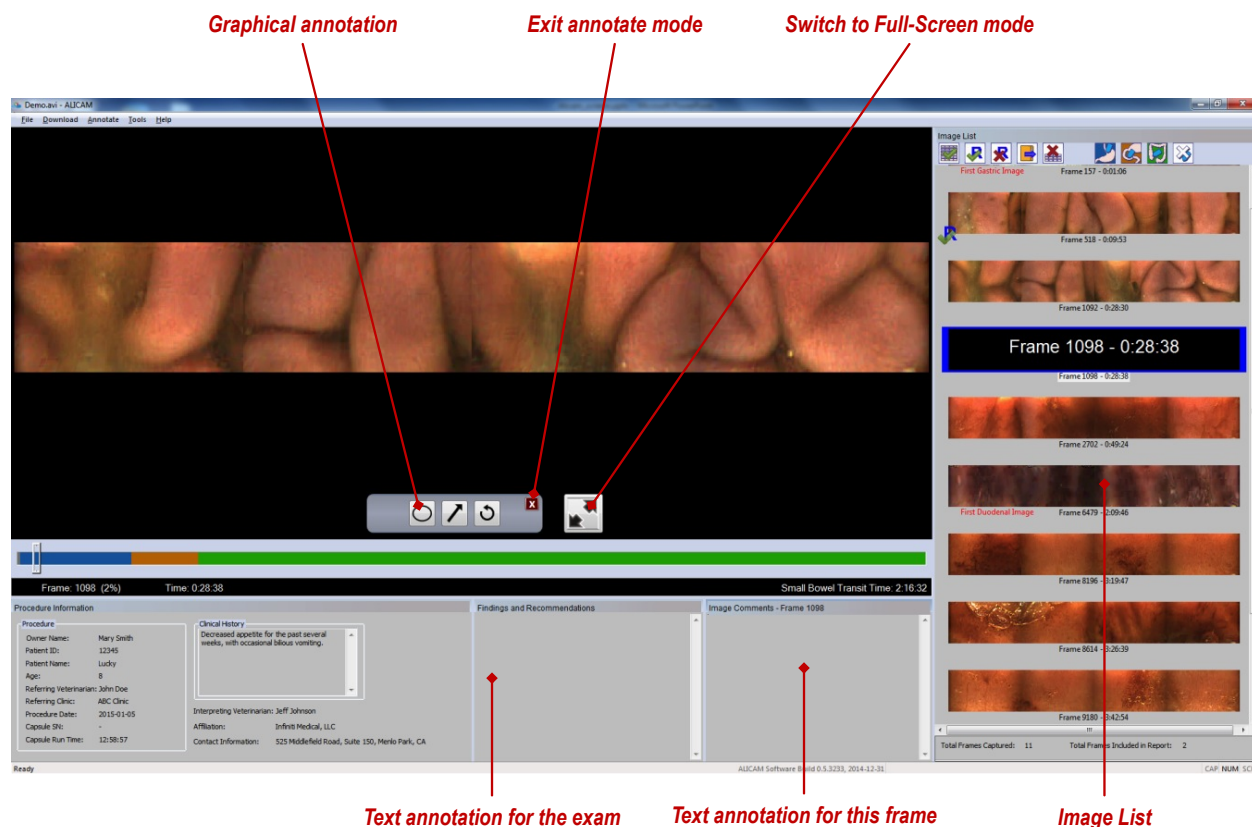 Graphical annotation
Exit annotate mode
Switch to Full-Screen mode
Demo.avi - ALICAM
File Download Annotate Tools Help
Image List
First Gastric Image Frame 157 - 0:01:06
Frame 518 - 0:09:53
Frame 1092 - 0:28:30
Frame 1098 - 0:28:38
Frame 1098 - 0:28:38
Frame 2702 - 0:49:24
First Duodenal Image Frame 6479 - 2:09:46
Frame 8196 - 3:19:47
Frame 8614 - 3:26:39
Frame 9180 - 3:42:54
Total Frames Captured: 11 Total Frames Included in Report: 2
X
Frame: 1098 (2%) Time: 0:28:38 Small Bowel Transit Time: 2:16:32
Procedure Information
Procedure
Owner Name: Mary Smith
Patient ID: 12345
Patient Name: Lucky
Age: 8
Referring Veterinarian: John Doe
Referring Clinic: ABC Clinic
Procedure Date: 2015-01-05
Capsule SN: -
Capsule Run Time: 12:58:57
Clinical History
Decreased appetite for the past several
weeks, with occasional bilious vomiting.
Interpreting Veterinarian: Jeff Johnson
Affiliation: Infiniti Medical, LLC
Contact Information: 525 Middlefield Road, Suite 150, Menlo Park, CA
Findings and Recommendations
Image Comments - Frame 1098
Ready
ALICAM Software Build 0.5.3233, 2014-12-31
CAP NUM SC
Text annotation for the exam
Text annotation for this frame
Image List